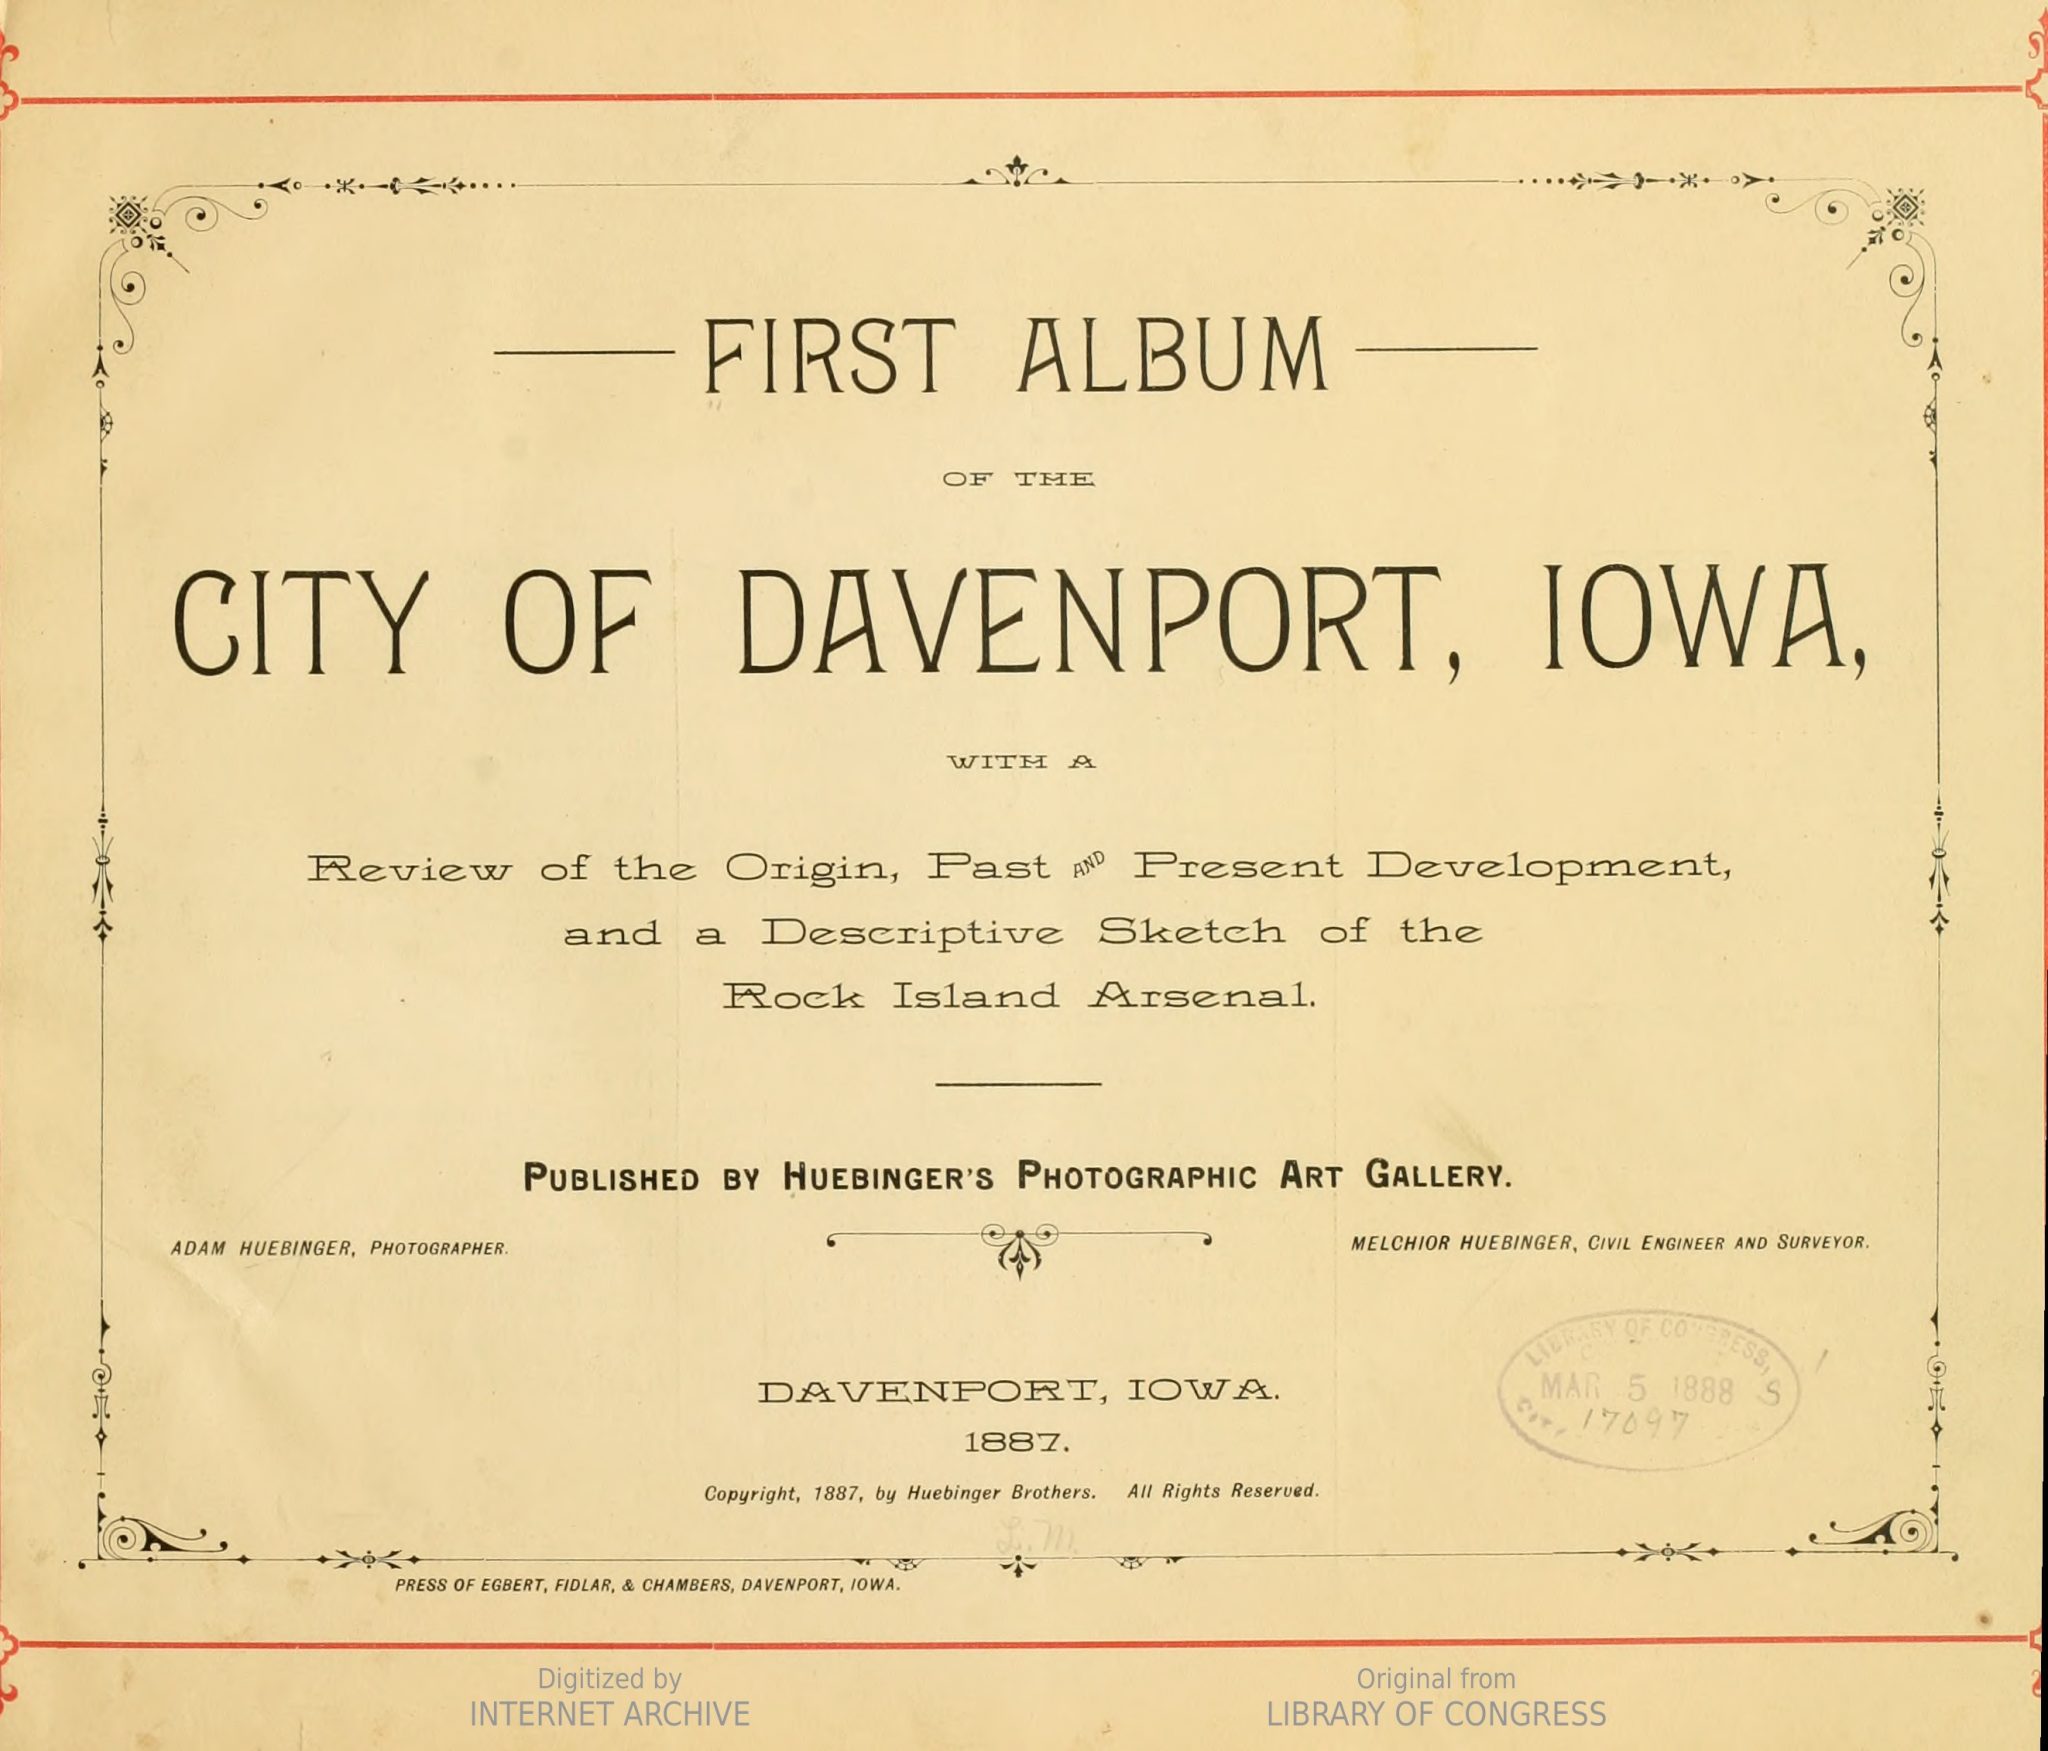 FIRST ALBUM
OF THE
CITY OF DAVENPORT, IOWA,
WITH A
Review of the Origin, Past AND Present Development,
and a Descriptive Sketch of the
Rock Island Arsenal.
PUBLISHED BY HUEBINGER'S PHOTOGRAPHIC ART GALLERY.
ADAM HUEBINGER, PHOTOGRAPHER.
MELCHIOR HUEBINGER, CIVIL ENGINEER AND SURVEYOR.
LIBRARY OF CONGRESS,
MAR 5 1888
17097
DAVENPORT, IOWA.
1887.
Copyright, 1887, by Huebinger Brothers. All Rights Reserved.
L. M.
PRESS OF EGBERT, FIDLAR, & CHAMBERS, DAVENPORT, IOWA.
Digitized by
INTERNET ARCHIVE
Original from
LIBRARY OF CONGRESS